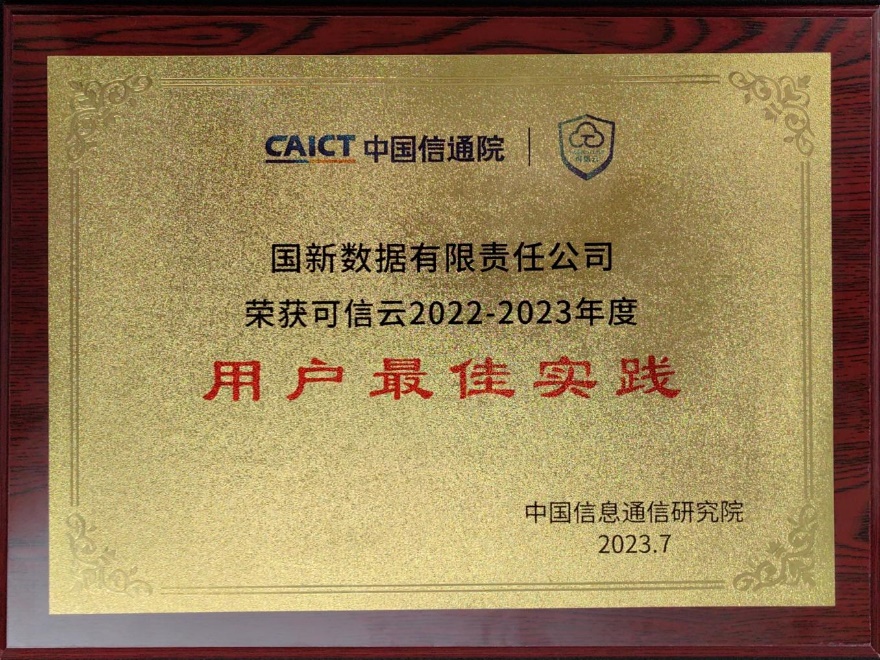 CAICT 中国信通院
国新数据有限责任公司
荣获可信云2022-2023年度
用户最佳实践
中国信息通信研究院
2023.7